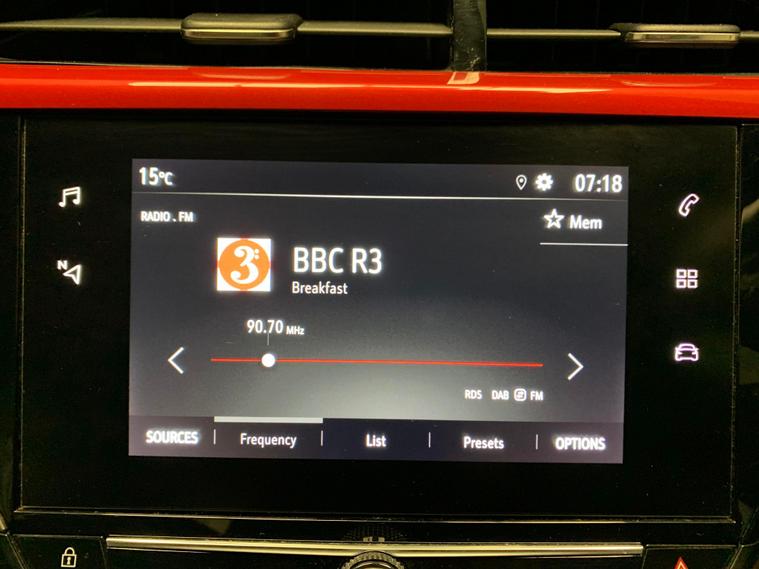 15°C 07:18
RADIO . FM
Mem
3:
BBC R3
Breakfast
90.70 MHz
RDS DAB FM
SOURCES Frequency List Presets OPTIONS
N